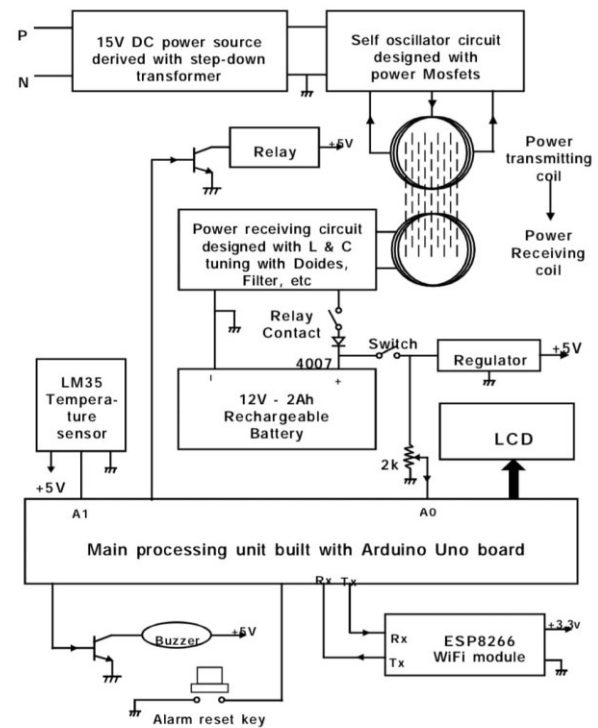 P
N
15V DC power source
derived with step-down
transformer
Self oscillator circuit
designed with
power Mosfets
Relay
+5V
Power
transmitting
coil
Power
Receiving
coil
Power receiving circuit
designed with L & C
tuning with Doides,
Filter, etc
Relay
Contact
4007
Switch
Regulator
+5V
LM35
Tempera-
ture
sensor
+5V
-
+
12V - 2Ah
Rechargeable
Battery
2k
LCD
A1
A0
Main processing unit built with Arduino Uno board
Rx Tx
Buzzer
+5V
Rx
Tx
ESP8266
WiFi module
+3.3v
Alarm reset key